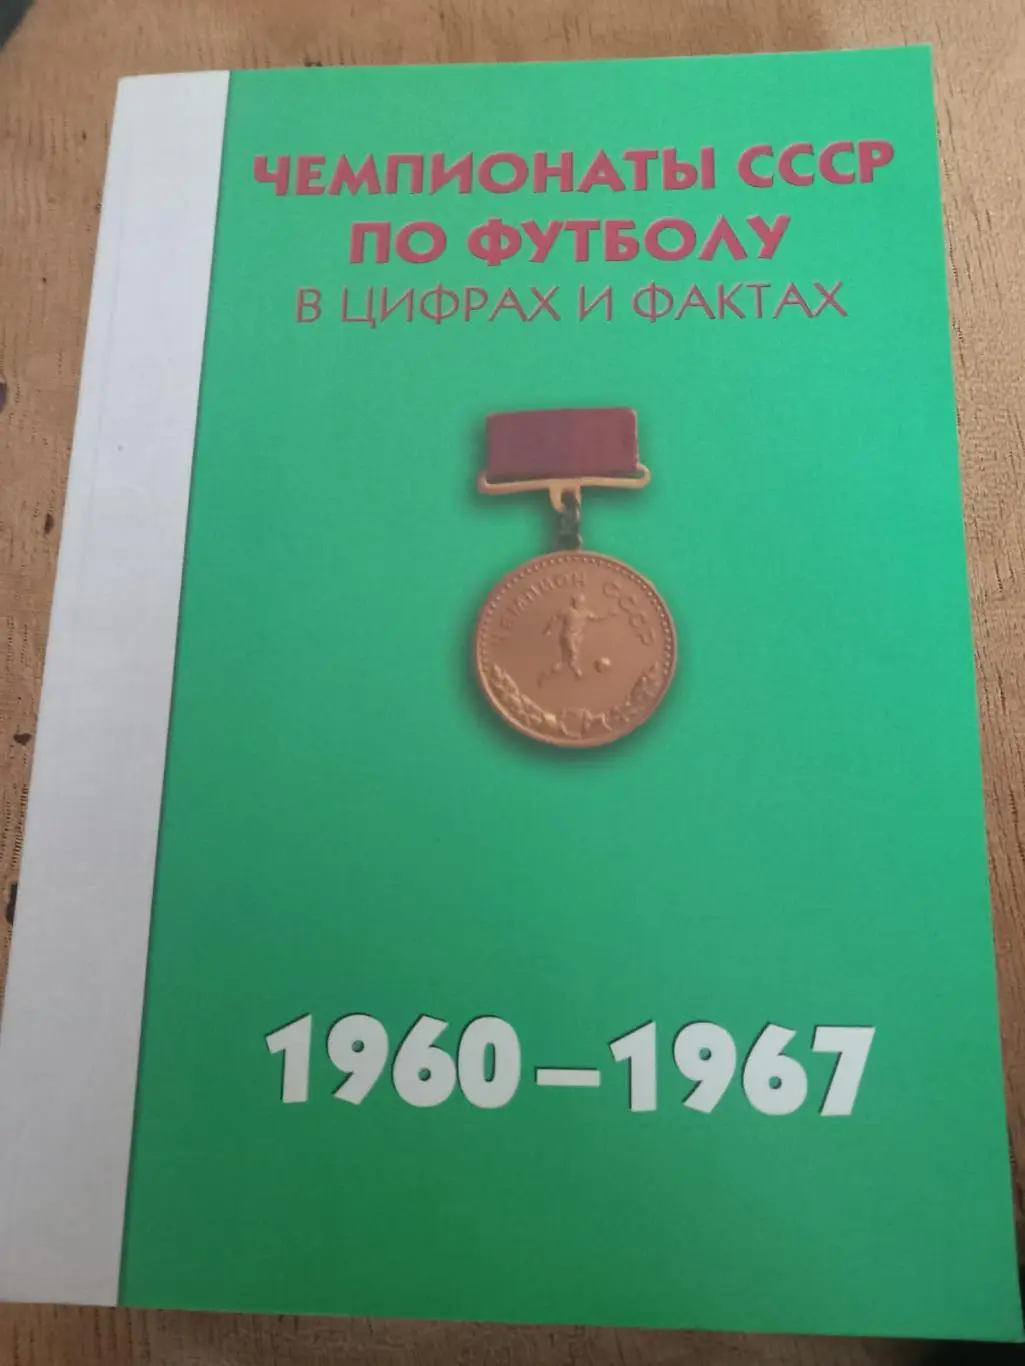 ЧЕМПИОНАТЫ СССР
ПО ФУТБОЛУ
В ЦИФРАХ И ФАКТАХ
ЧЕМПИОН СССР
1960–1967